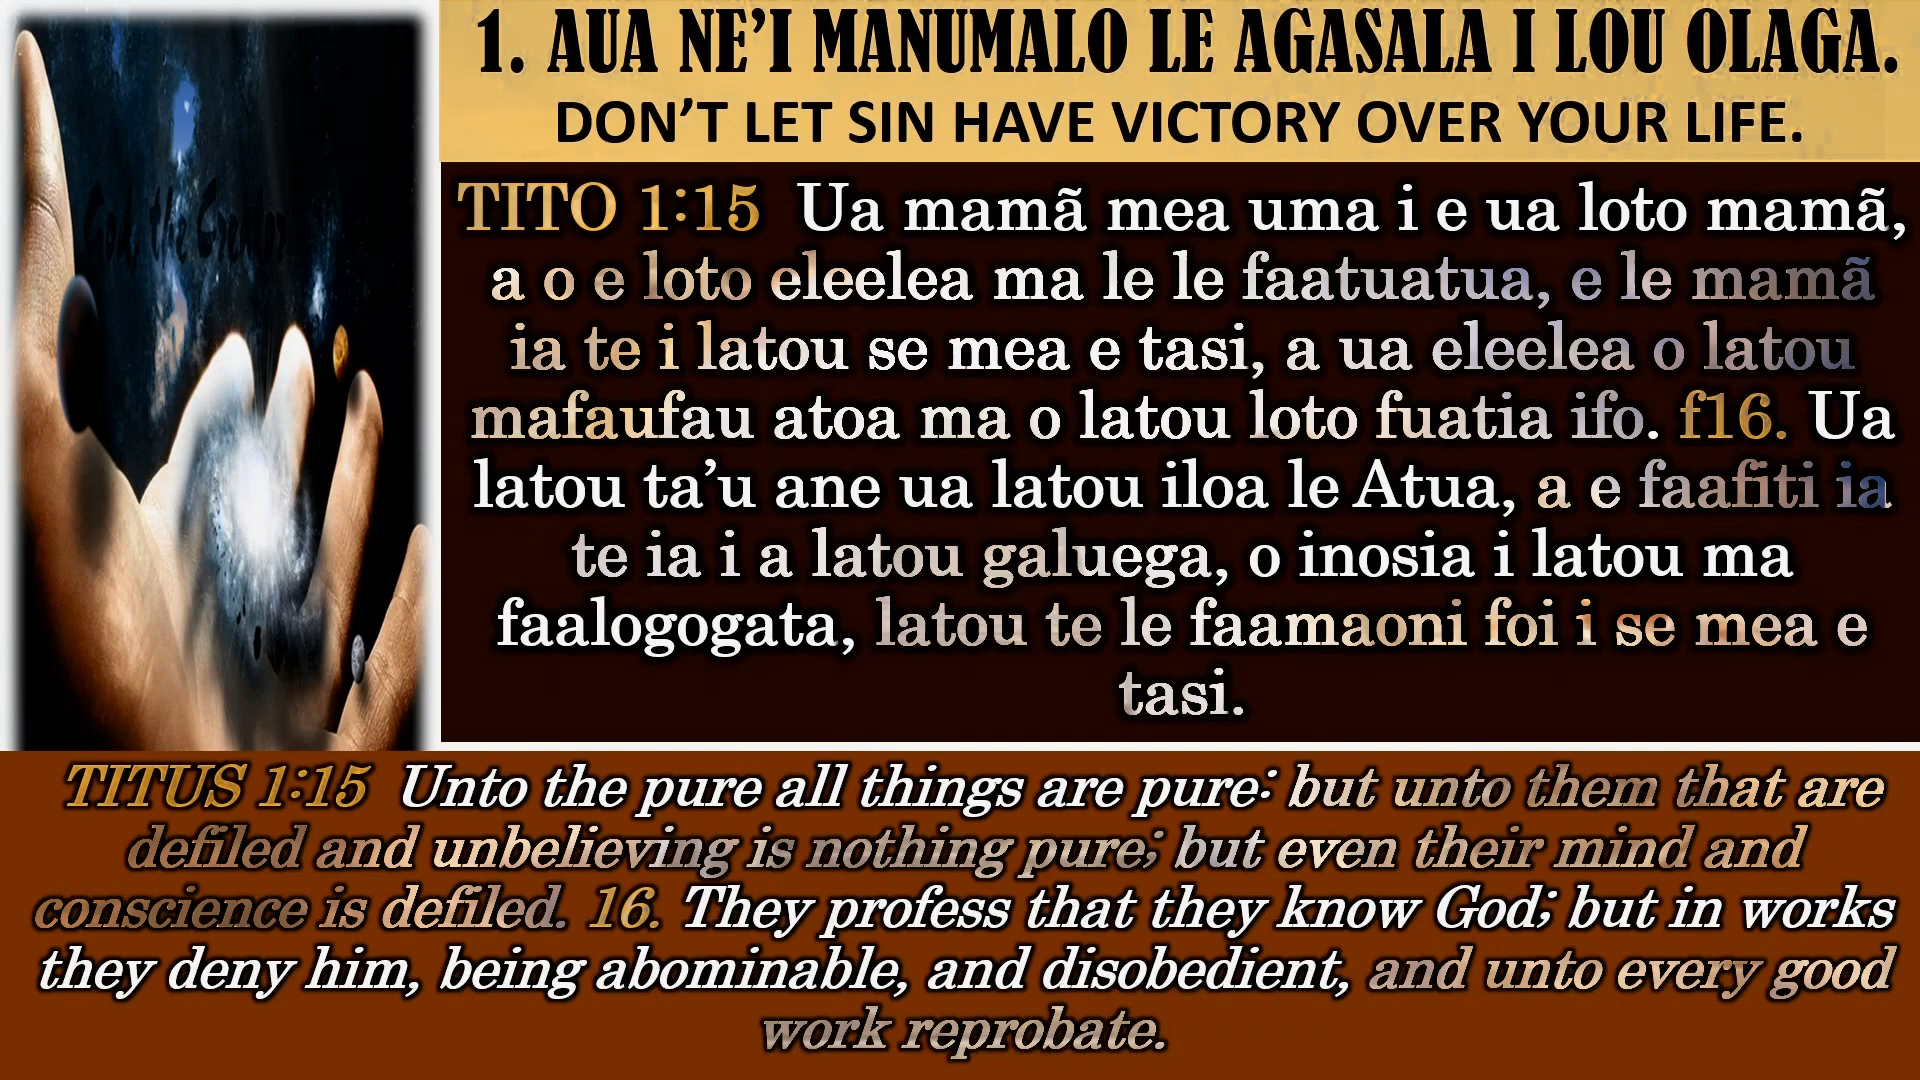 God, the Creator
1. AUA NE’I MANUMALO LE AGASALA I LOU OLAGA.
DON’T LET SIN HAVE VICTORY OVER YOUR LIFE.
TITO 1:15 Ua mamã mea uma i e ua loto mamã,
a o e loto eleelea ma le le faatuatua, e le mamã
ia te i latou se mea e tasi, a ua eleelea o latou
mafaufau atoa ma o latou loto fuatia ifo. f16. Ua
latou ta’u ane ua latou iloa le Atua, a e faafiti ia
te ia i a latou galuega, o inosia i latou ma
faalogogata, latou te le faamaoni foi i se mea e
tasi.
TITUS 1:15 Unto the pure all things are pure: but unto them that are
defiled and unbelieving is nothing pure; but even their mind and
conscience is defiled. 16. They profess that they know God; but in works
they deny him, being abominable, and disobedient, and unto every good
work reprobate.